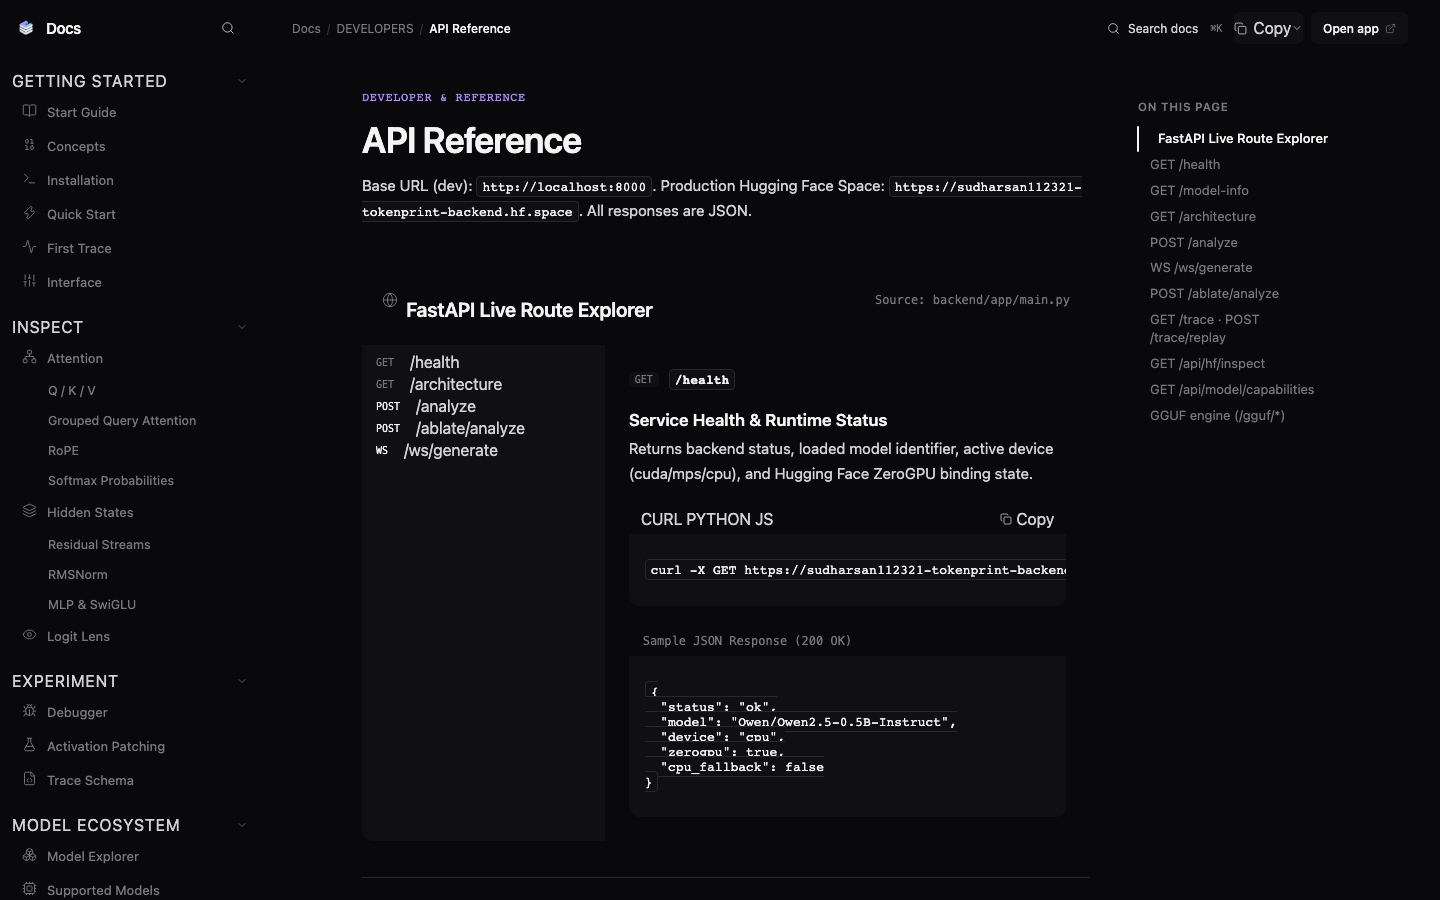 Docs
Docs / DEVELOPERS / API Reference
Search docs ⌘K
Copy
Open app
GETTING STARTED
Start Guide
Concepts
Installation
Quick Start
First Trace
Interface
INSPECT
Attention
Q / K / V
Grouped Query Attention
RoPE
Softmax Probabilities
Hidden States
Residual Streams
RMSNorm
MLP & SwiGLU
Logit Lens
EXPERIMENT
Debugger
Activation Patching
Trace Schema
MODEL ECOSYSTEM
Model Explorer
Supported Models
DEVELOPER & REFERENCE
API Reference
Base URL (dev): http://localhost:8000 . Production Hugging Face Space: https://sudharsan112321-
tokenprint-backend.hf.space . All responses are JSON.
FastAPI Live Route Explorer
Source: backend/app/main.py
GET /health
GET /architecture
POST /analyze
POST /ablate/analyze
WS /ws/generate
GET /health
Service Health & Runtime Status
Returns backend status, loaded model identifier, active device
(cuda/mps/cpu), and Hugging Face ZeroGPU binding state.
CURL PYTHON JS
Copy
curl -X GET https://sudharsan112321-tokenprint-backend
Sample JSON Response (200 OK)
{
"status": "ok",
"model": "Qwen/Qwen2.5-0.5B-Instruct",
"device": "cpu",
"zerogpu": true,
"cpu_fallback": false
}
ON THIS PAGE
FastAPI Live Route Explorer
GET /health
GET /model-info
GET /architecture
POST /analyze
WS /ws/generate
POST /ablate/analyze
GET /trace · POST
/trace/replay
GET /api/hf/inspect
GET /api/model/capabilities
GGUF engine (/gguf/*)